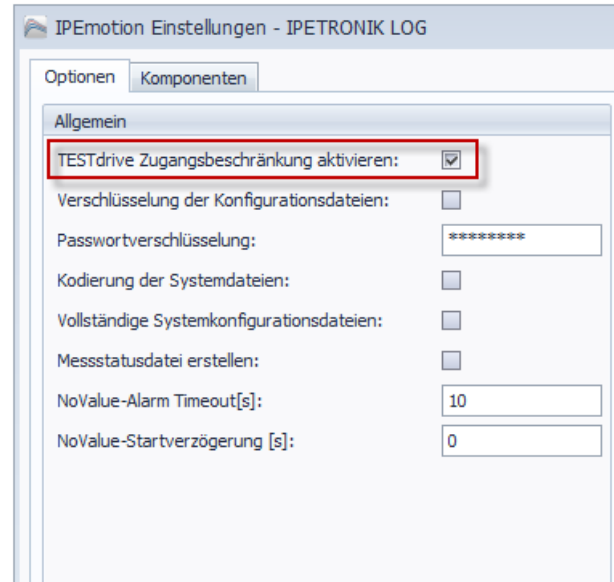 IPEmotion Einstellungen - IPETRONIK LOG
Optionen Komponenten
Allgemein
TESTdrive Zugangsbeschränkung aktivieren:
Verschlüsselung der Konfigurationsdateien:
Passwortverschlüsselung: ********
Kodierung der Systemdateien:
Vollständige Systemkonfigurationsdateien:
Messstatusdatei erstellen:
NoValue-Alarm Timeout[s]: 10
NoValue-Startverzögerung [s]: 0